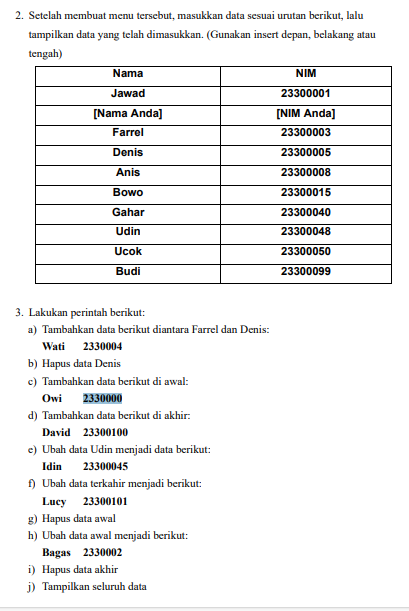 2. Setelah membuat menu tersebut, masukkan data sesuai urutan berikut, lalu
tampilkan data yang telah dimasukkan. (Gunakan insert depan, belakang atau
tengah)
Nama NIM
Jawad 23300001
[Nama Anda] [NIM Anda]
Farrel 23300003
Denis 23300005
Anis 23300008
Bowo 23300015
Gahar 23300040
Udin 23300048
Ucok 23300050
Budi 23300099
3. Lakukan perintah berikut:
a) Tambahkan data berikut diantara Farrel dan Denis:
Wati 2330004
b) Hapus data Denis
c) Tambahkan data berikut di awal:
Owi 2330000
d) Tambahkan data berikut di akhir:
David 23300100
e) Ubah data Udin menjadi data berikut:
Idin 23300045
f) Ubah data terkahir menjadi berikut:
Lucy 23300101
g) Hapus data awal
h) Ubah data awal menjadi berikut:
Bagas 2330002
i) Hapus data akhir
j) Tampilkan seluruh data